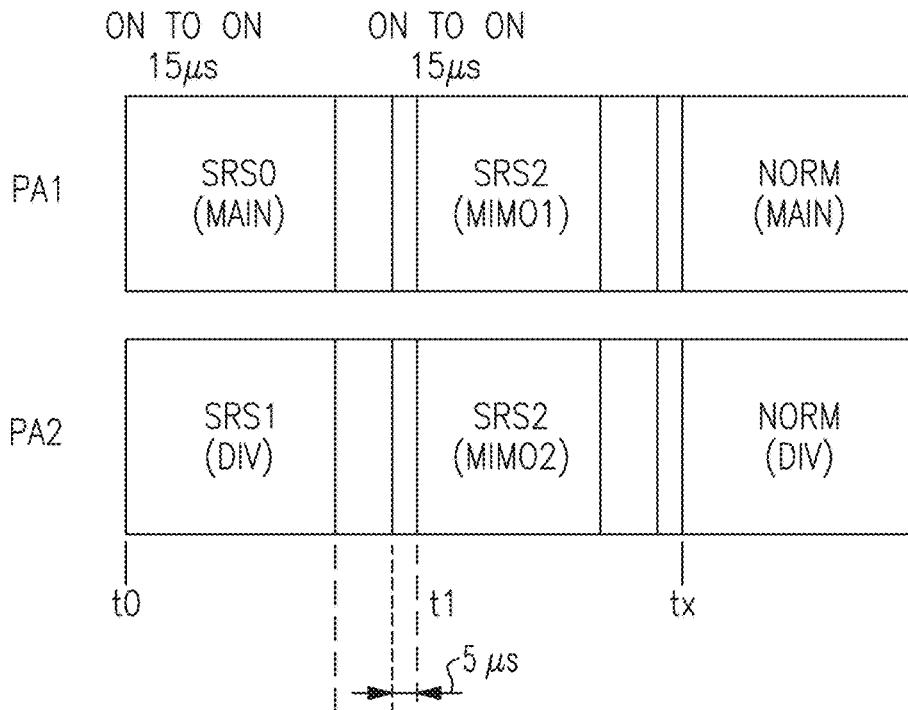 ON TO ON ON TO ON
15μs 15μs
PA1
SRS0
(MAIN)
SRS2
(MIMO1)
NORM
(MAIN)
PA2
SRS1
(DIV)
SRS2
(MIMO2)
NORM
(DIV)
t0 t1 tx
5 μs